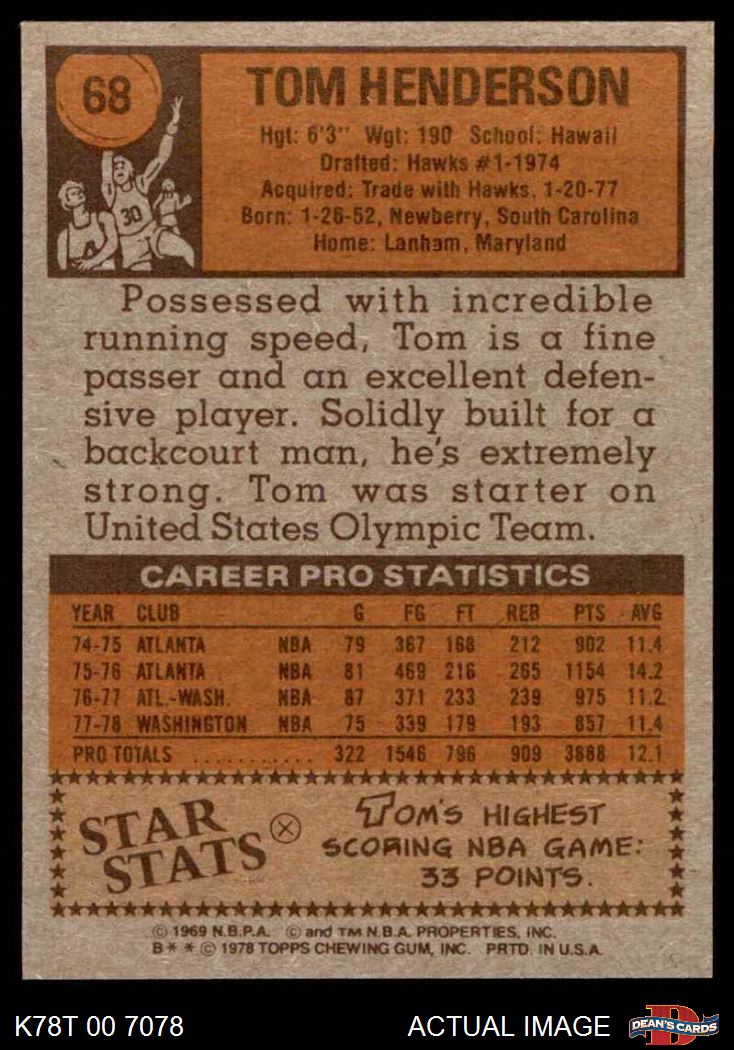 68
TOM HENDERSON
Hgt: 6'3" Wgt: 190 School: Hawaii
Drafted: Hawks #1-1974
Acquired: Trade with Hawks, 1-20-77
Born: 1-26-52, Newberry, South Carolina
Home: Lanham, Maryland
30
Possessed with incredible
running speed, Tom is a fine
passer and an excellent defen-
sive player. Solidly built for a
backcourt man, he's extremely
strong. Tom was starter on
United States Olympic Team.
CAREER PRO STATISTICS
YEAR CLUB G FG FT REB PTS AVG
74-75 ATLANTA NBA 79 367 168 212 902 11.4
75-76 ATLANTA NBA 81 469 216 265 1154 14.2
76-77 ATL.-WASH. NBA 87 371 233 239 975 11.2
77-78 WASHINGTON NBA 75 339 179 193 857 11.4
PRO TOTALS ........... 322 1546 796 909 3888 12.1
STAR
STATS
TOM'S HIGHEST
SCORING NBA GAME:
33 POINTS.
© 1969 N.B.P.A. © and TM N.B.A. PROPERTIES, INC.
B* * © 1978 TOPPS CHEWING GUM, INC. PRTD. IN U.S.A.
K78T 00 7078
ACTUAL IMAGE
DEAN'S CARDS